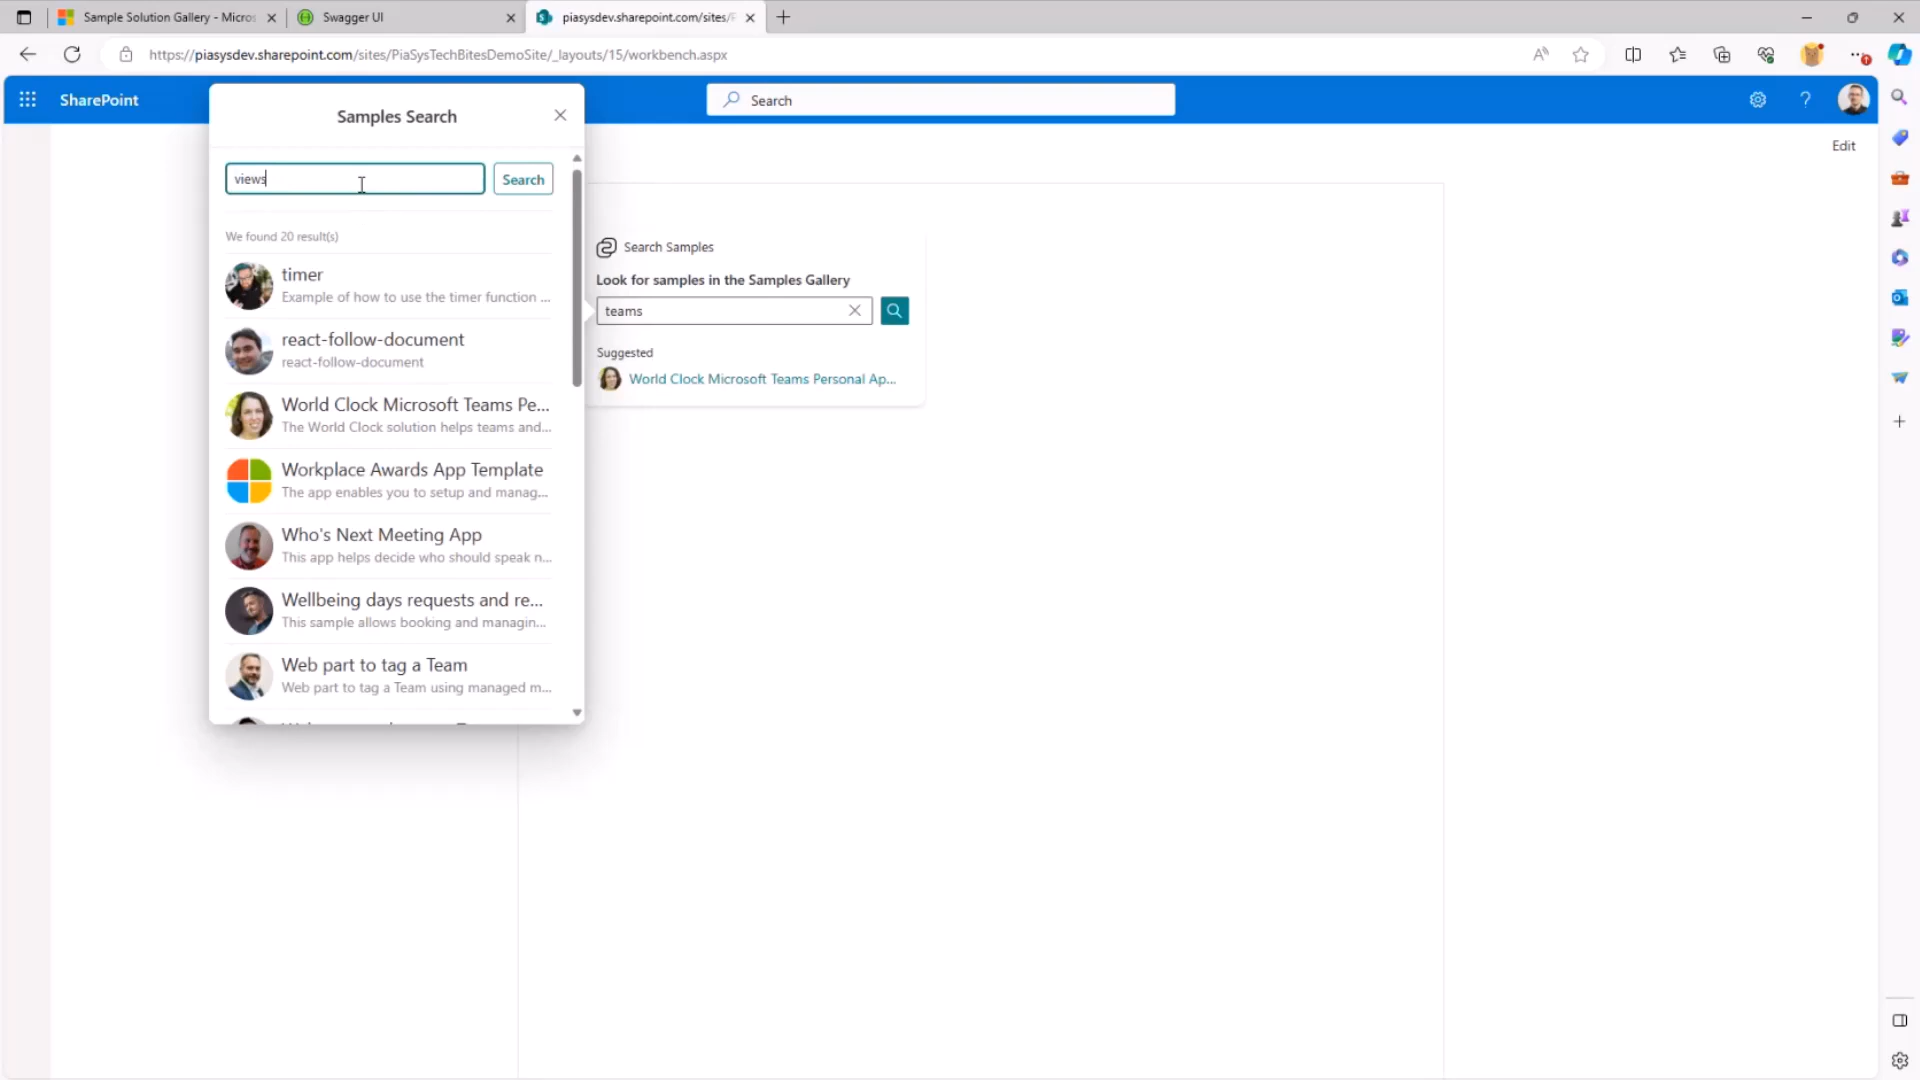 Sample Solution Gallery - Micros
Swagger UI
piasysdev.sharepoint.com/sites/P
https://piasysdev.sharepoint.com/sites/PiaSysTechBitesDemoSite/_layouts/15/workbench.aspx
SharePoint
Search
Edit
Samples Search
views
Search
We found 20 result(s)
timer
Example of how to use the timer function ...
react-follow-document
react-follow-document
World Clock Microsoft Teams Pe...
The World Clock solution helps teams and...
Workplace Awards App Template
The app enables you to setup and manag...
Who's Next Meeting App
This app helps decide who should speak n...
Wellbeing days requests and re...
This sample allows booking and managin...
Web part to tag a Team
Web part to tag a Team using managed m...
Search Samples
Look for samples in the Samples Gallery
teams
Suggested
World Clock Microsoft Teams Personal Ap...